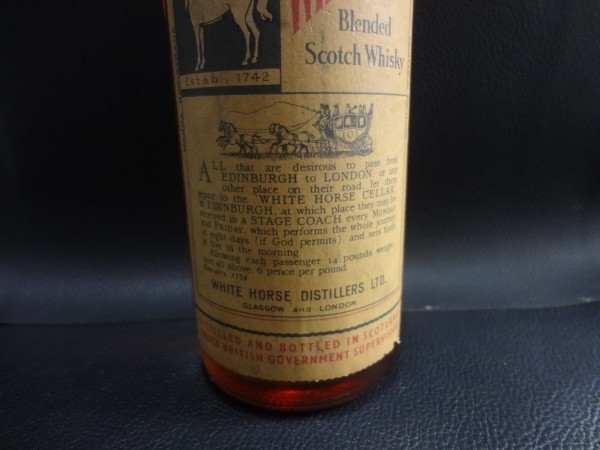 Blended
Scotch Whisky
Estab. 1742
ALL that are desirous to pass from
EDINBURGH to LONDON, or any
other place on their road, let them
repair to the WHITE HORSE CELLAR
in EDINBURGH, at which place they may be
received in a STAGE COACH every MONDAY
and FRIDAY, which performs the whole journey
in eight days (if God permits), and sets forth
at five in the morning.
Allowing each passenger 14 pounds weight,
and all above, 6 pence per pound.
February, 1754
WHITE HORSE DISTILLERS LTD.
GLASGOW and LONDON
DISTILLED AND BOTTLED IN SCOTLAND
UNDER BRITISH GOVERNMENT SUPERVISION